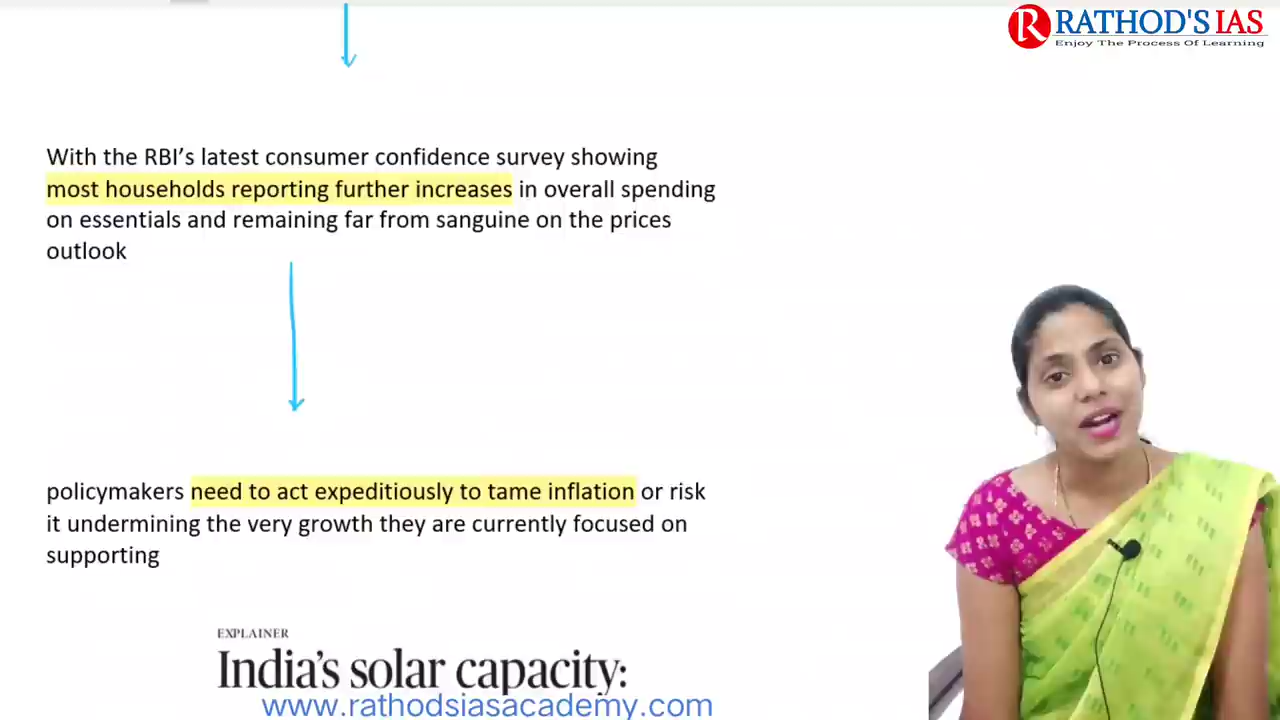 RATHOD'S IAS
Enjoy The Process Of Learning
With the RBI’s latest consumer confidence survey showing
most households reporting further increases in overall spending
on essentials and remaining far from sanguine on the prices
outlook
policymakers need to act expeditiously to tame inflation or risk
it undermining the very growth they are currently focused on
supporting
EXPLAINER
India’s solar capacity:
www.rathodsiasacademy.com